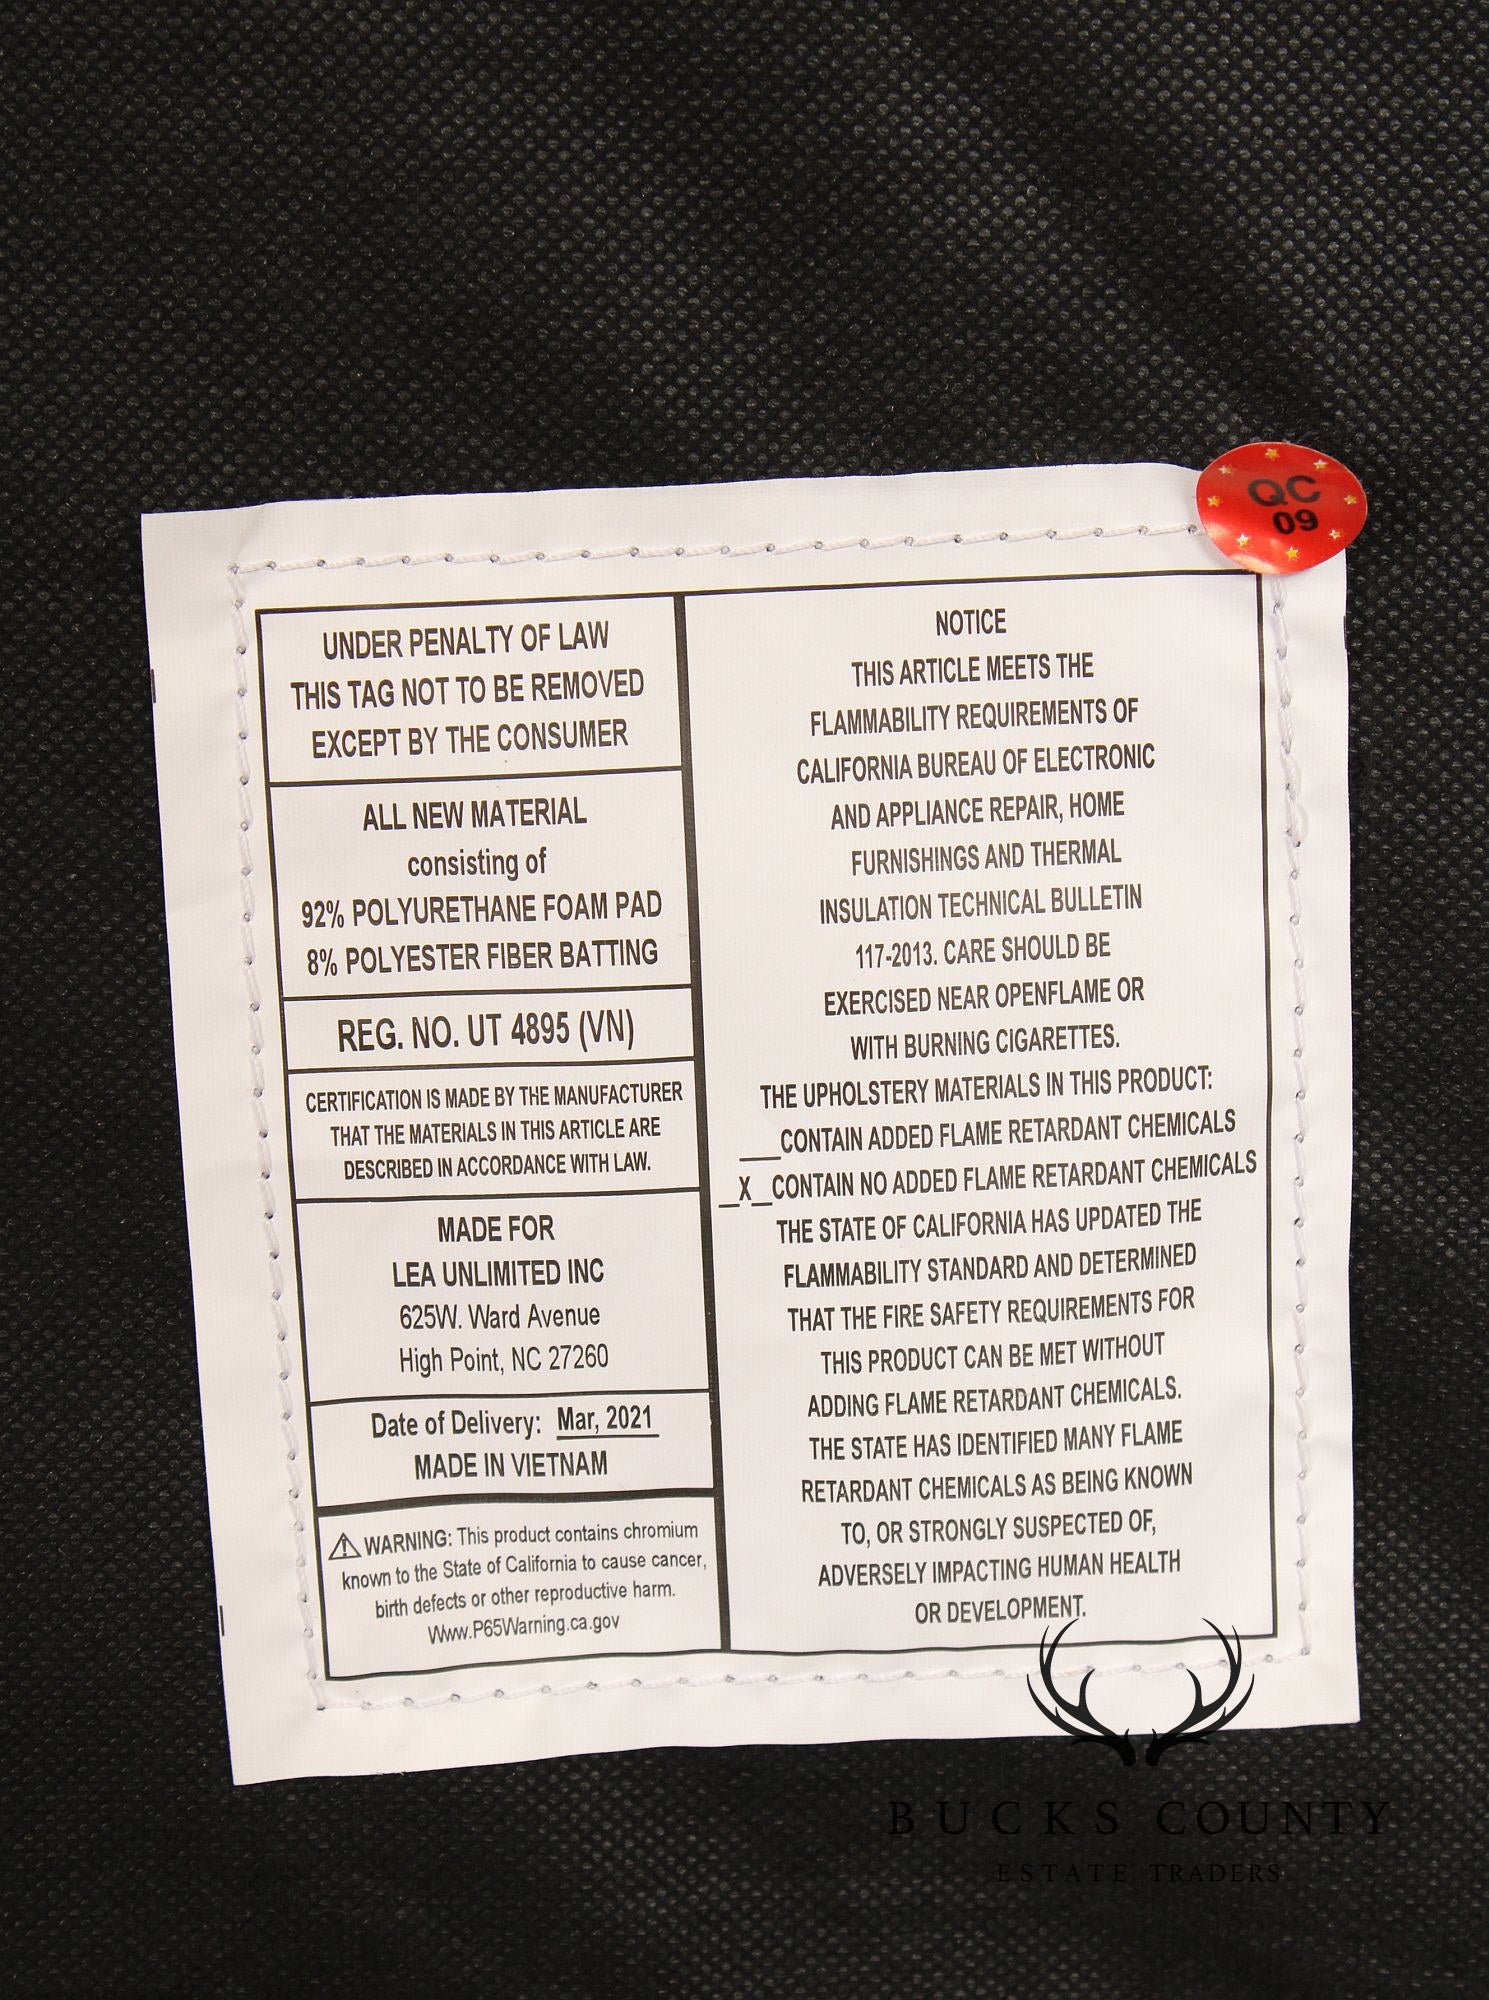 QC
09
UNDER PENALTY OF LAW
THIS TAG NOT TO BE REMOVED
EXCEPT BY THE CONSUMER
ALL NEW MATERIAL
consisting of
92% POLYURETHANE FOAM PAD
8% POLYESTER FIBER BATTING
REG. NO. UT 4895 (VN)
CERTIFICATION IS MADE BY THE MANUFACTURER
THAT THE MATERIALS IN THIS ARTICLE ARE
DESCRIBED IN ACCORDANCE WITH LAW.
MADE FOR
LEA UNLIMITED INC
625W. Ward Avenue
High Point, NC 27260
Date of Delivery: Mar, 2021
MADE IN VIETNAM
⚠ WARNING: This product contains chromium
known to the State of California to cause cancer,
birth defects or other reproductive harm.
Www.P65Warning.ca.gov
NOTICE
THIS ARTICLE MEETS THE
FLAMMABILITY REQUIREMENTS OF
CALIFORNIA BUREAU OF ELECTRONIC
AND APPLIANCE REPAIR, HOME
FURNISHINGS AND THERMAL
INSULATION TECHNICAL BULLETIN
117-2013. CARE SHOULD BE
EXERCISED NEAR OPENFLAME OR
WITH BURNING CIGARETTES.
THE UPHOLSTERY MATERIALS IN THIS PRODUCT:
___CONTAIN ADDED FLAME RETARDANT CHEMICALS
_X_CONTAIN NO ADDED FLAME RETARDANT CHEMICALS
THE STATE OF CALIFORNIA HAS UPDATED THE
FLAMMABILITY STANDARD AND DETERMINED
THAT THE FIRE SAFETY REQUIREMENTS FOR
THIS PRODUCT CAN BE MET WITHOUT
ADDING FLAME RETARDANT CHEMICALS.
THE STATE HAS IDENTIFIED MANY FLAME
RETARDANT CHEMICALS AS BEING KNOWN
TO, OR STRONGLY SUSPECTED OF,
ADVERSELY IMPACTING HUMAN HEALTH
OR DEVELOPMENT.
BUCKS COUNTY
ESTATE TRADERS